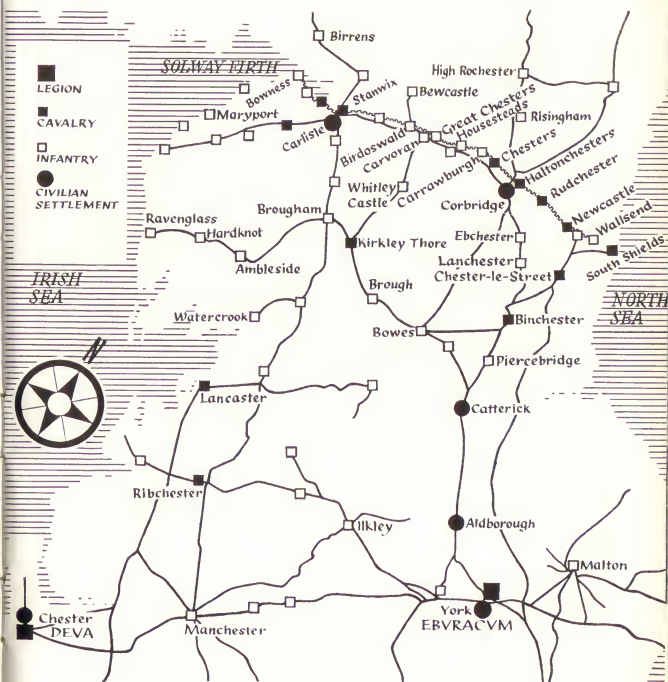 Birrens
SOLWAY FIRTH
LEGION
CAVALRY
INFANTRY
CIVILIAN
SETTLEMENT
High Rochester
Bewcastle
Risingham
Bowness
Stanwix
Maryport
Carlisle
Birdoswald
Carvoran
Great Chesters
Housesteads
Carrawburgh
Chesters
Haltonchesters
Rudchester
Newcastle
Wallsend
South Shields
Whitley
Castle
Corbridge
Brougham
Ravenglass
Hardknot
Ambleside
Kirkley Thore
Ebchester
Lanchester
Chester-le-Street
IRISH
SEA
NORTH
SEA
Brough
Watercrook
Bowes
Binchester
Piercebridge
N
Lancaster
Catterick
Ribchester
Ilkley
Aldborough
Malton
Chester
DEVA
Manchester
York
EBVRACVM